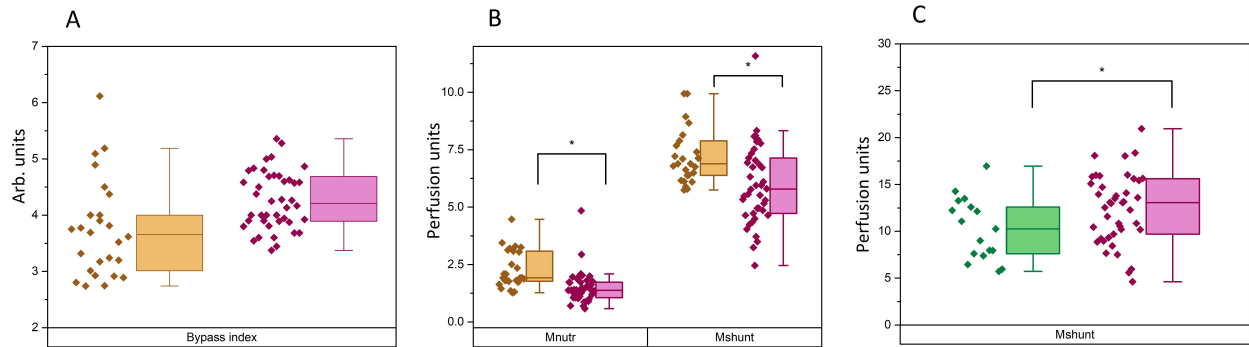 A
Arb. units
7
6
5
4
3
2
Bypass index
B
Perfusion units
10.0
7.5
5.0
2.5
0.0
*
*
Mnutr
Mshunt
C
Perfusion units
30
25
20
15
10
5
0
*
Mshunt